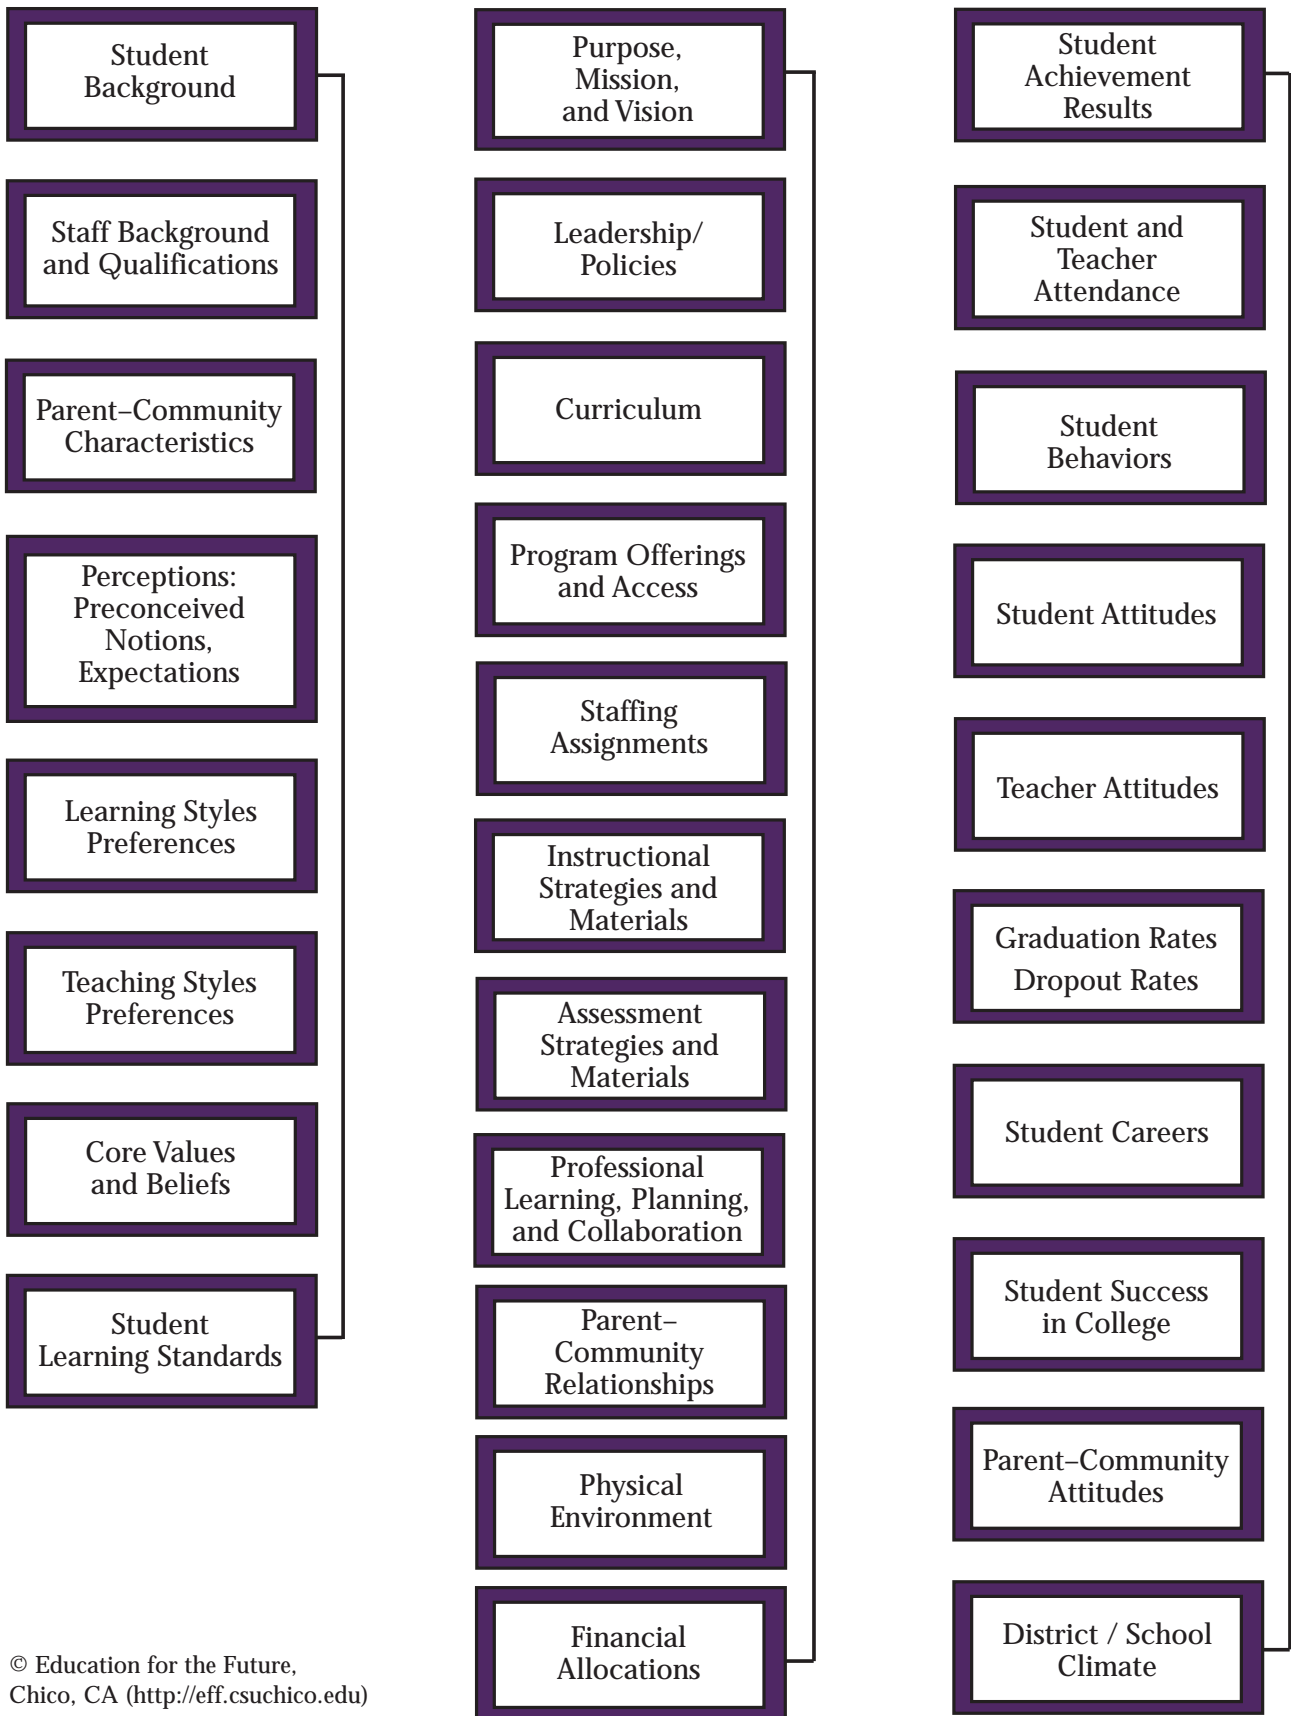 Student
Background
Staff Background
and Qualifications
Parent–Community
Characteristics
Perceptions:
Preconceived
Notions,
Expectations
Learning Styles
Preferences
Teaching Styles
Preferences
Core Values
and Beliefs
Student
Learning Standards
Purpose,
Mission,
and Vision
Leadership/
Policies
Curriculum
Program Offerings
and Access
Staffing
Assignments
Instructional
Strategies and
Materials
Assessment
Strategies and
Materials
Professional
Learning, Planning,
and Collaboration
Parent–
Community
Relationships
Physical
Environment
Financial
Allocations
Student
Achievement
Results
Student and
Teacher
Attendance
Student
Behaviors
Student Attitudes
Teacher Attitudes
Graduation Rates
Dropout Rates
Student Careers
Student Success
in College
Parent–Community
Attitudes
District / School
Climate
© Education for the Future,
Chico, CA (http://eff.csuchico.edu)